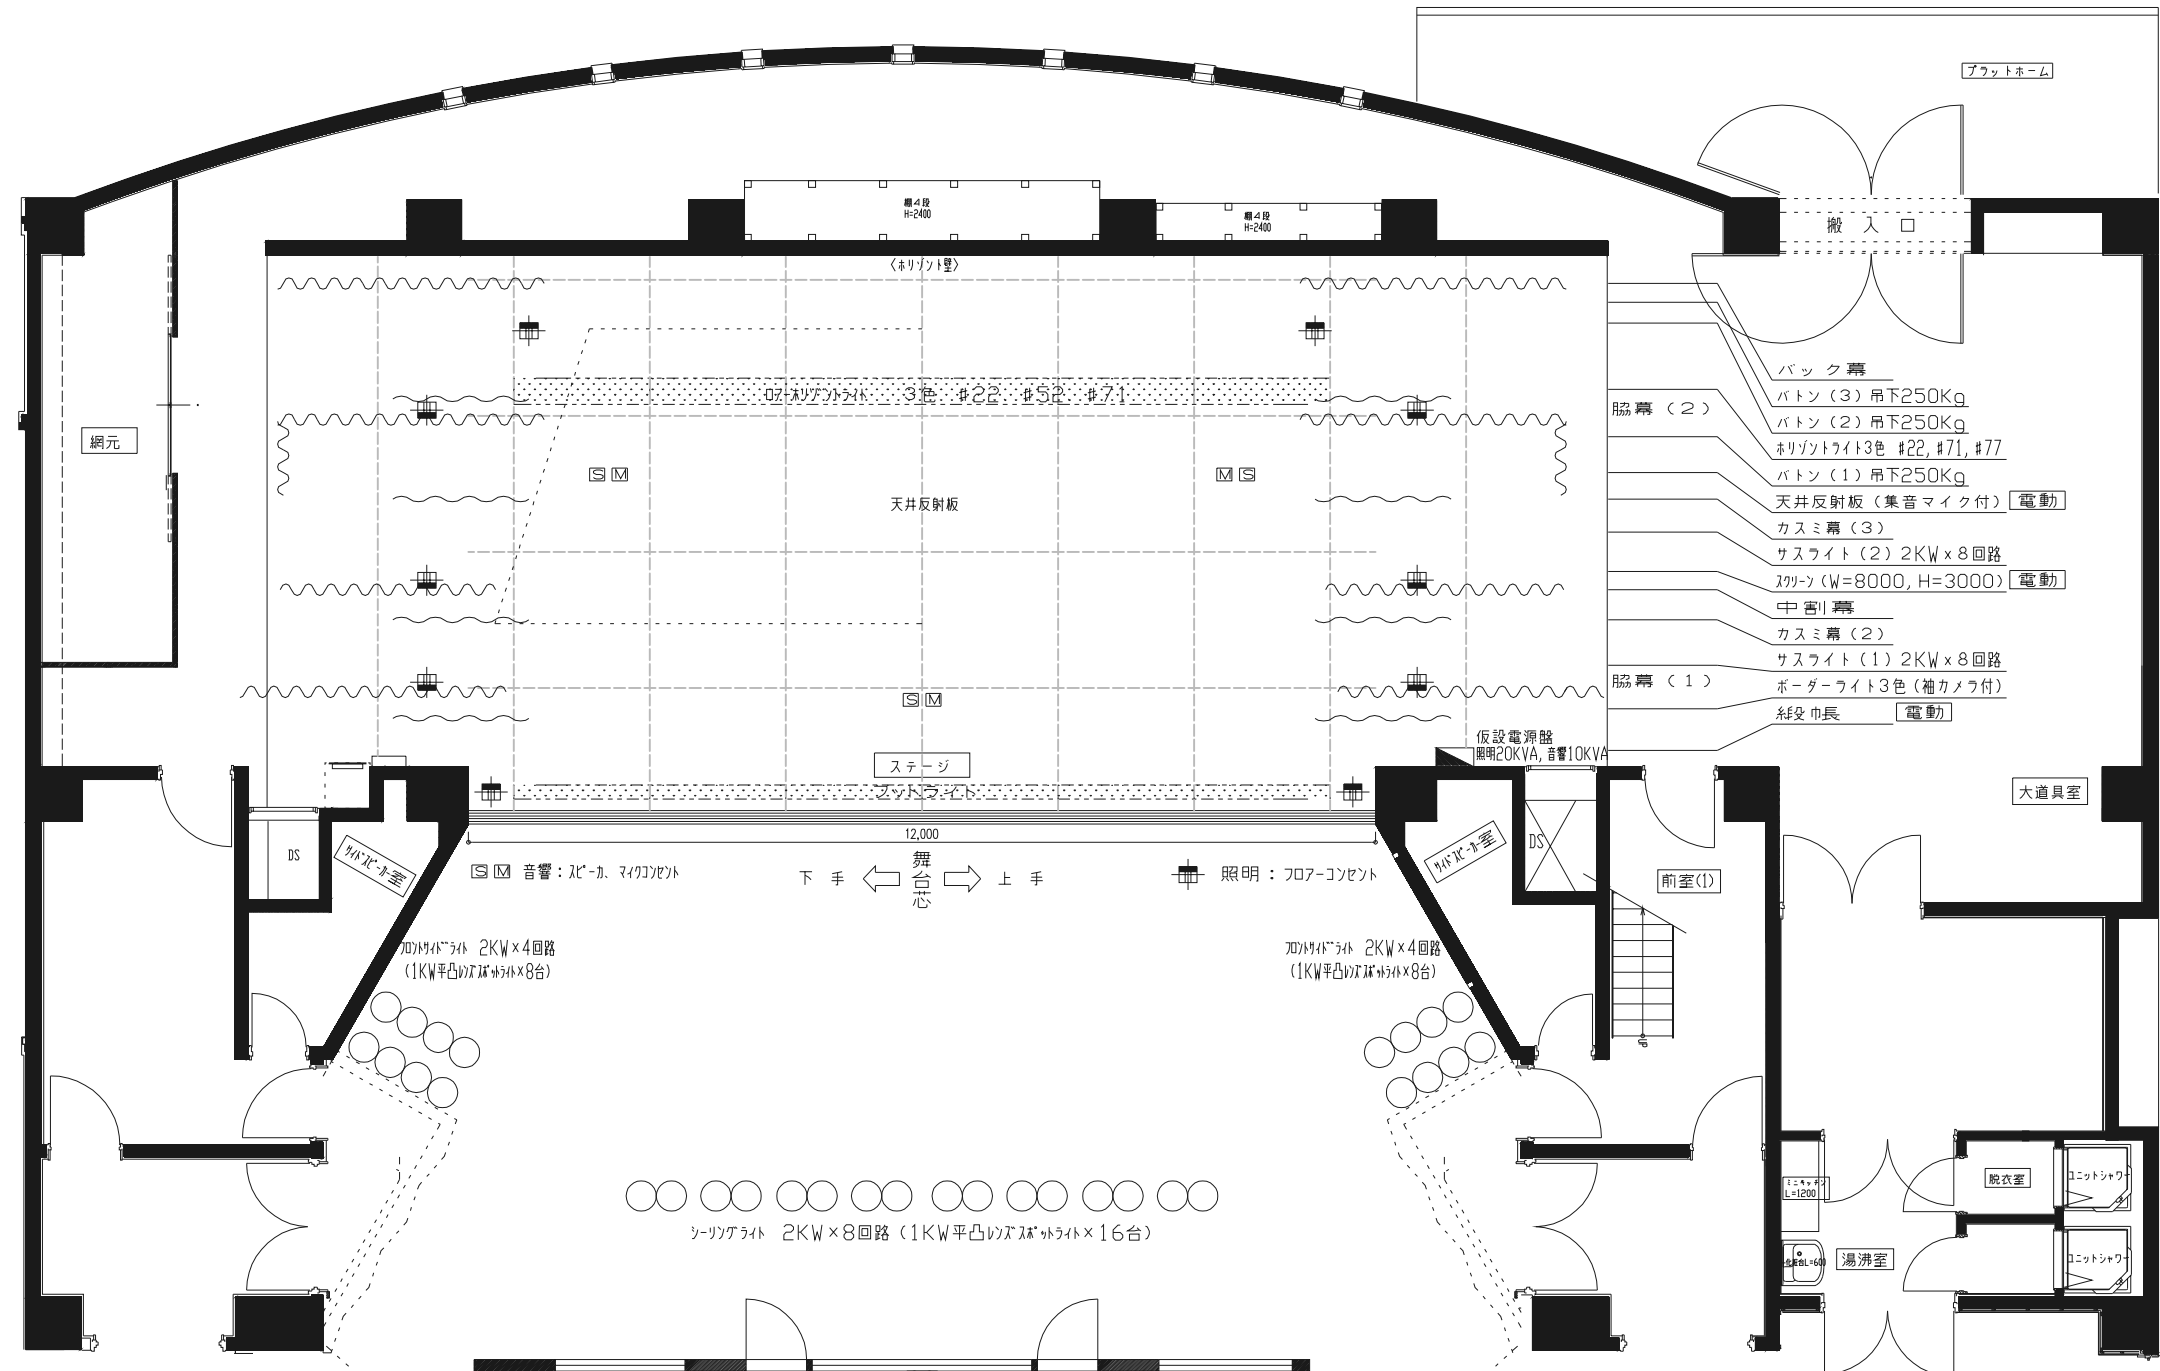 プラットホーム
棚4段
H=2400
棚4段
H=2400
搬入口
〈ホリゾント壁〉
バック幕
バトン(3)吊下250Kg
ロアーホリゾントライト 3色 #22 #52 #71
脇幕(2)
バトン(2)吊下250Kg
網元
ホリゾントライト3色 #22, #71, #77
S M
M S
バトン(1)吊下250Kg
天井反射板
天井反射板(集音マイク付) 電動
カスミ幕(3)
サスライト(2)2KW×8回路
スクリーン(W=8000, H=3000) 電動
中割幕
カスミ幕(2)
サスライト(1)2KW×8回路
脇幕(1)
ボーダーライト3色(袖カメラ付)
S M
緞帳 電動
仮設電源盤
照明20KVA, 音響10KVA
ステージ
フットライト
大道具室
12,000
DS
サイドスピーカー室
S M 音響:スピーカ、マイクコンセント
下手
舞台芯
上手
照明:フロアーコンセント
サイドスピーカー室
DS
前室(1)
フロントサイドライト 2KW×4回路
(1KW平凸レンズスポットライト×8台)
フロントサイドライト 2KW×4回路
(1KW平凸レンズスポットライト×8台)
UP
シーリングライト 2KW×8回路(1KW平凸レンズスポットライト×16台)
ミニキッチン
L=1200
脱衣室
ユニットシャワー
化粧台L=600
湯沸室
ユニットシャワー